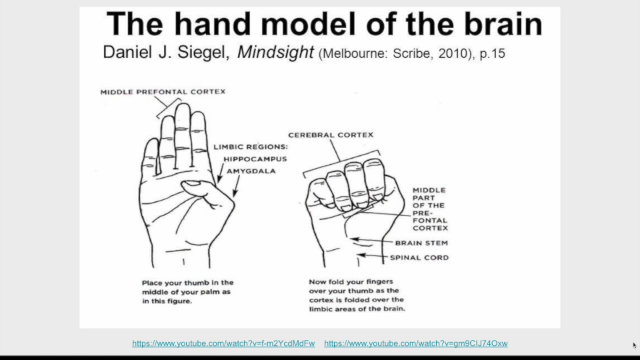 The hand model of the brain
Daniel J. Siegel, Mindsight (Melbourne: Scribe, 2010), p.15
MIDDLE PREFONTAL CORTEX
LIMBIC REGIONS:
HIPPOCAMPUS
AMYGDALA
Place your thumb in the
middle of your palm as
in this figure.
CEREBRAL CORTEX
MIDDLE
PART
OF THE
PRE-
FONTAL
CORTEX
BRAIN STEM
SPINAL CORD
Now fold your fingers
over your thumb as the
cortex is folded over the
limbic areas of the brain.
https://www.youtube.com/watch?v=f-m2YcdMdFw https://www.youtube.com/watch?v=gm9CIJ74Oxw